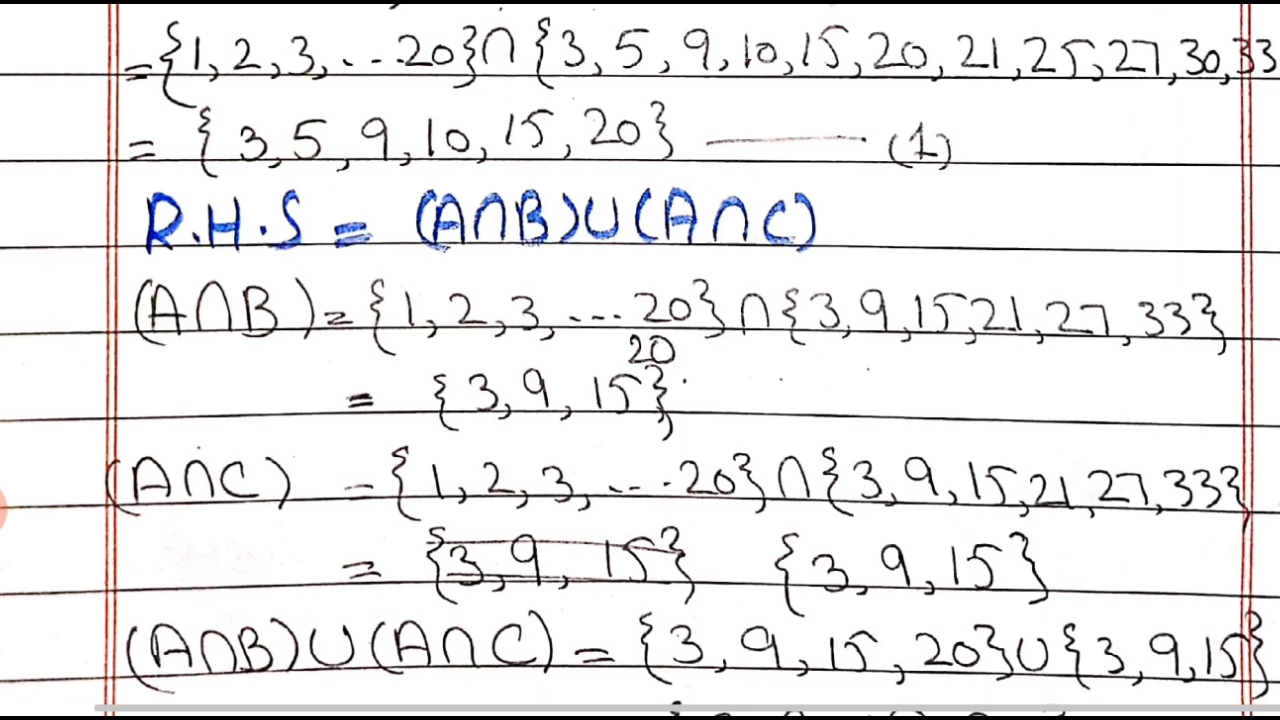 ={1,2,3,...20}∩{3,5,9,10,15,20,21,25,27,30,33
= {3,5,9,10,15,20} ——— (1)
R.H.S = (A∩B)∪(A∩C)
(A∩B)={1,2,3,...20}∩{3,9,15,21,27,33}
20
= {3,9,15}
(A∩C) ={1,2,3,...20}∩{3,9,15,21,27,33}
= {3,9,15} {3,9,15}
(A∩B)∪(A∩C) = {3,9,15,20}∪{3,9,15}